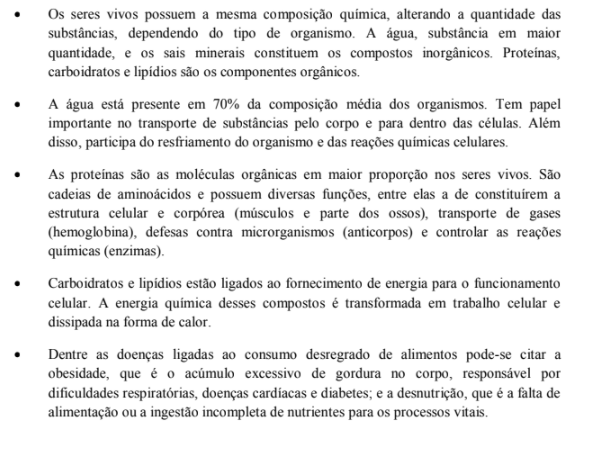 • Os seres vivos possuem a mesma composição química, alterando a quantidade das
substâncias, dependendo do tipo de organismo. A água, substância em maior
quantidade, e os sais minerais constituem os compostos inorgânicos. Proteínas,
carboidratos e lipídios são os componentes orgânicos.
• A água está presente em 70% da composição média dos organismos. Tem papel
importante no transporte de substâncias pelo corpo e para dentro das células. Além
disso, participa do resfriamento do organismo e das reações químicas celulares.
• As proteínas são as moléculas orgânicas em maior proporção nos seres vivos. São
cadeias de aminoácidos e possuem diversas funções, entre elas a de constituírem a
estrutura celular e corpórea (músculos e parte dos ossos), transporte de gases
(hemoglobina), defesas contra microrganismos (anticorpos) e controlar as reações
químicas (enzimas).
• Carboidratos e lipídios estão ligados ao fornecimento de energia para o funcionamento
celular. A energia química desses compostos é transformada em trabalho celular e
dissipada na forma de calor.
• Dentre as doenças ligadas ao consumo desregrado de alimentos pode-se citar a
obesidade, que é o acúmulo excessivo de gordura no corpo, responsável por
dificuldades respiratórias, doenças cardíacas e diabetes; e a desnutrição, que é a falta de
alimentação ou a ingestão incompleta de nutrientes para os processos vitais.